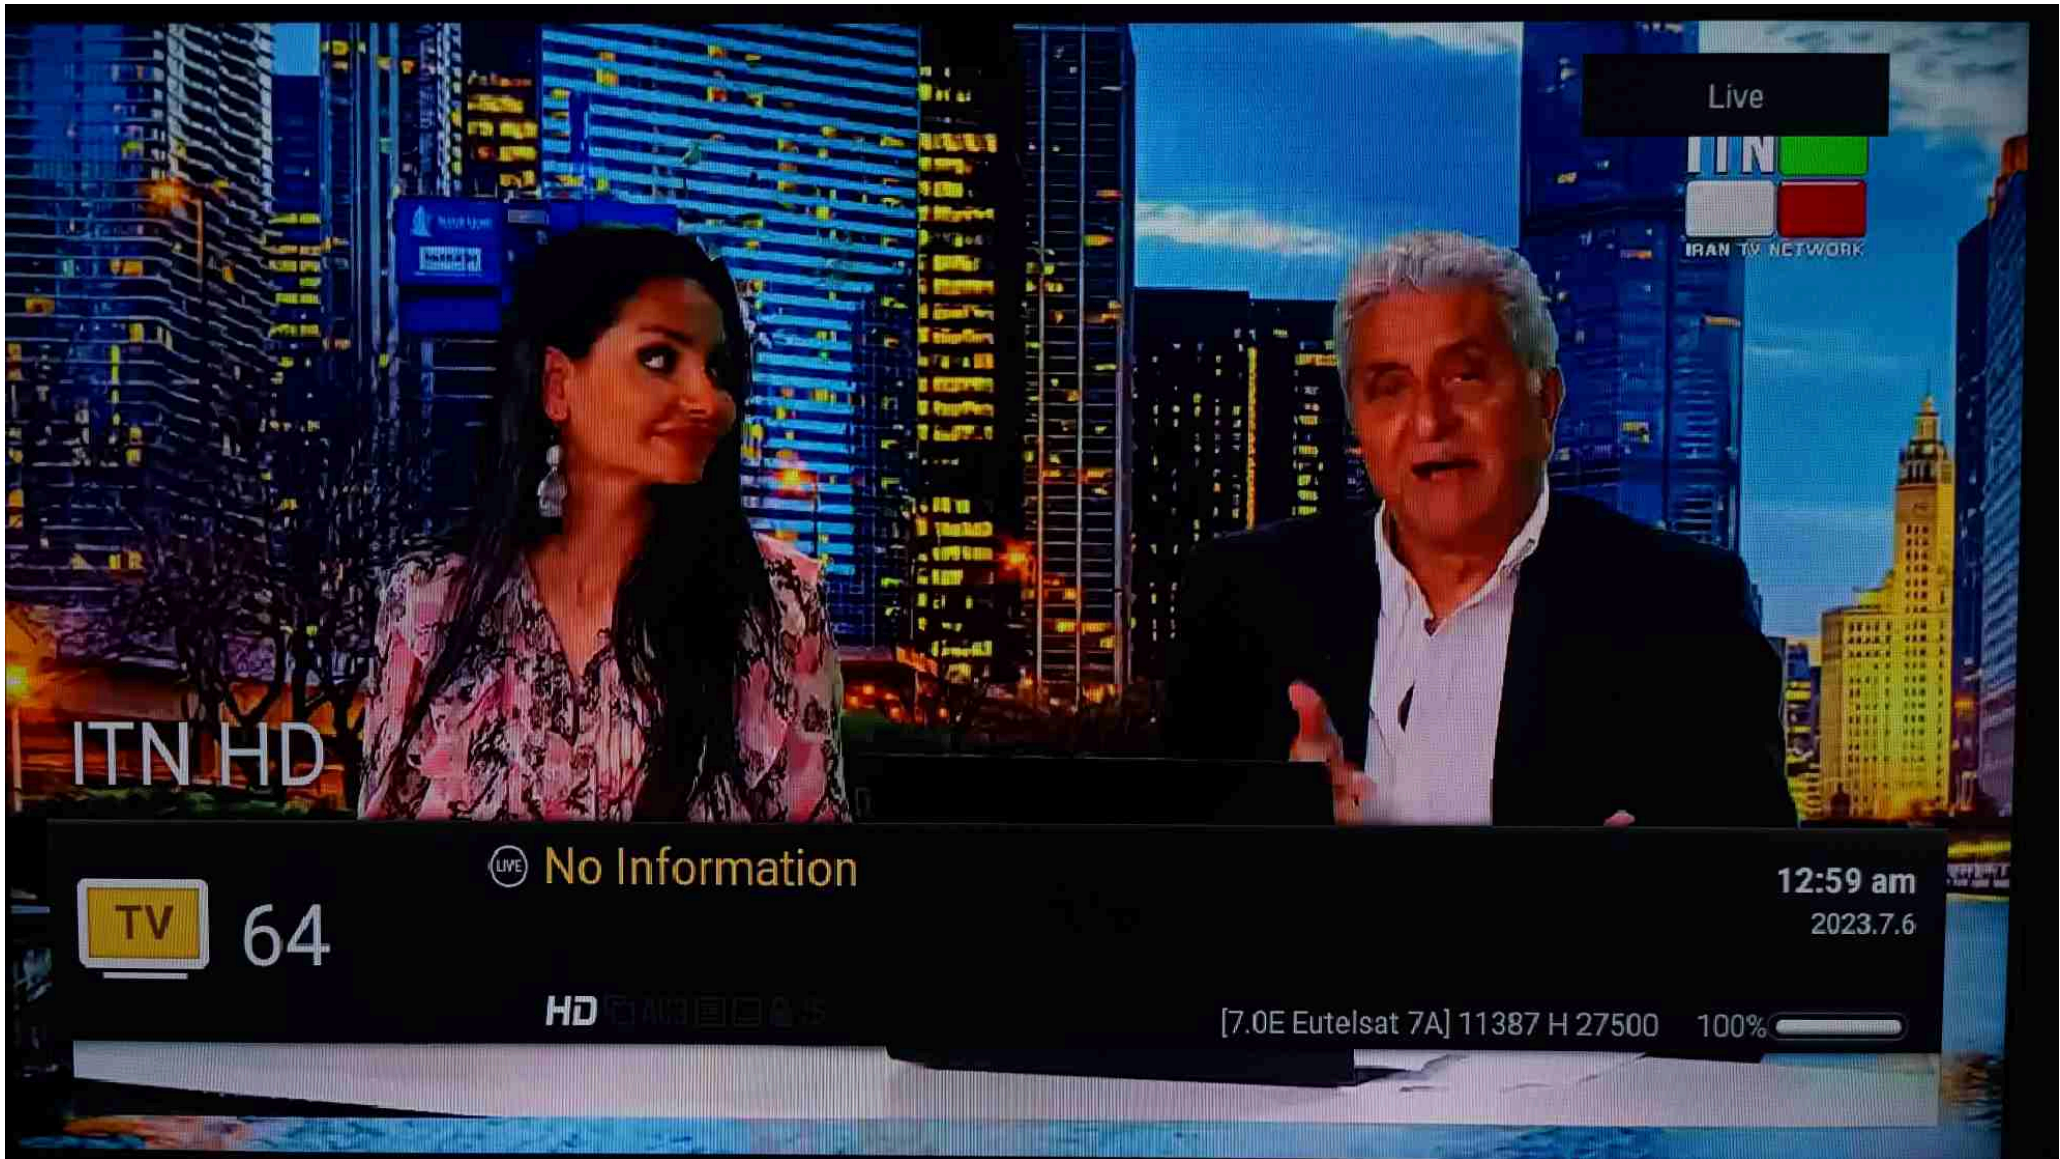 Live
ITN
IRAN TV NETWORK
ITN HD
LIVE No Information
12:59 am
TV 64
2023.7.6
HD
[7.0E Eutelsat 7A] 11387 H 27500 100%